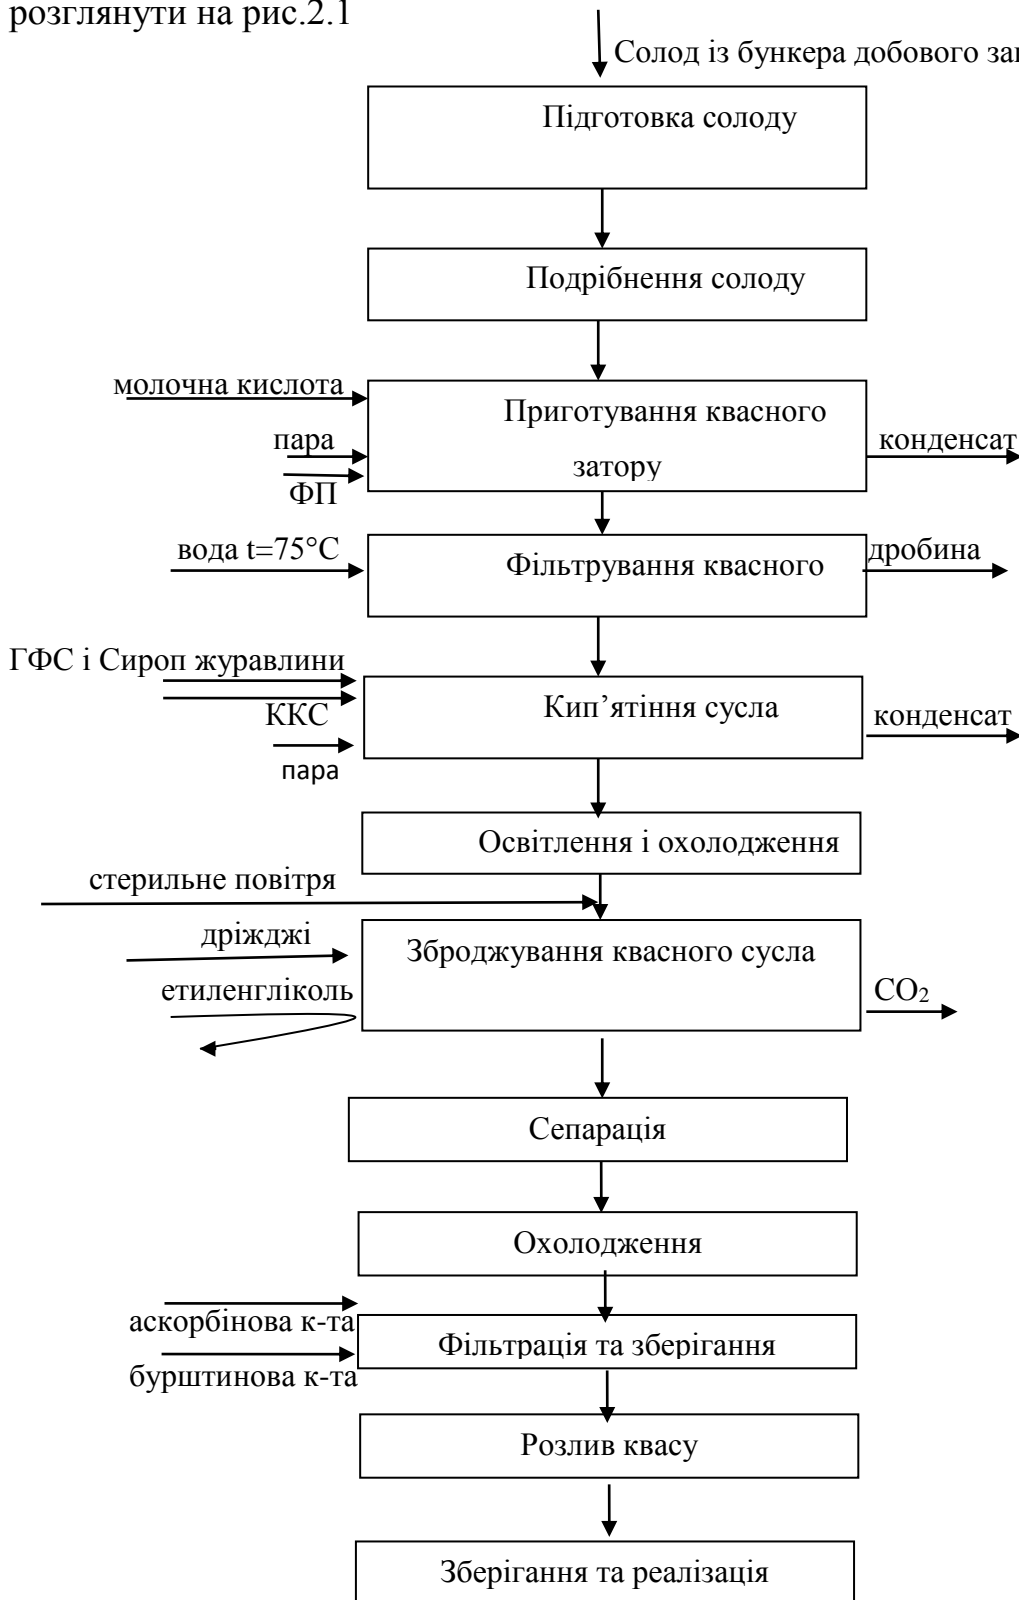 розглянути на рис.2.1
Солод із бункера добового
Підготовка солоду
Подрібнення солоду
молочна кислота
Приготування квасного
затору
пара
ФП
конденсат
вода t=75°C
Фільтрування квасного
дробина
ГФС і Сироп журавлини
ККС
пара
Кип’ятіння сусла
конденсат
Освітлення і охолодження
стерильне повітря
дріжджі
Зброджування квасного сусла
етиленгліколь
CO₂
Сепарація
Охолодження
аскорбінова к-та
Фільтрація та зберігання
бурштинова к-та
Розлив квасу
Зберігання та реалізація